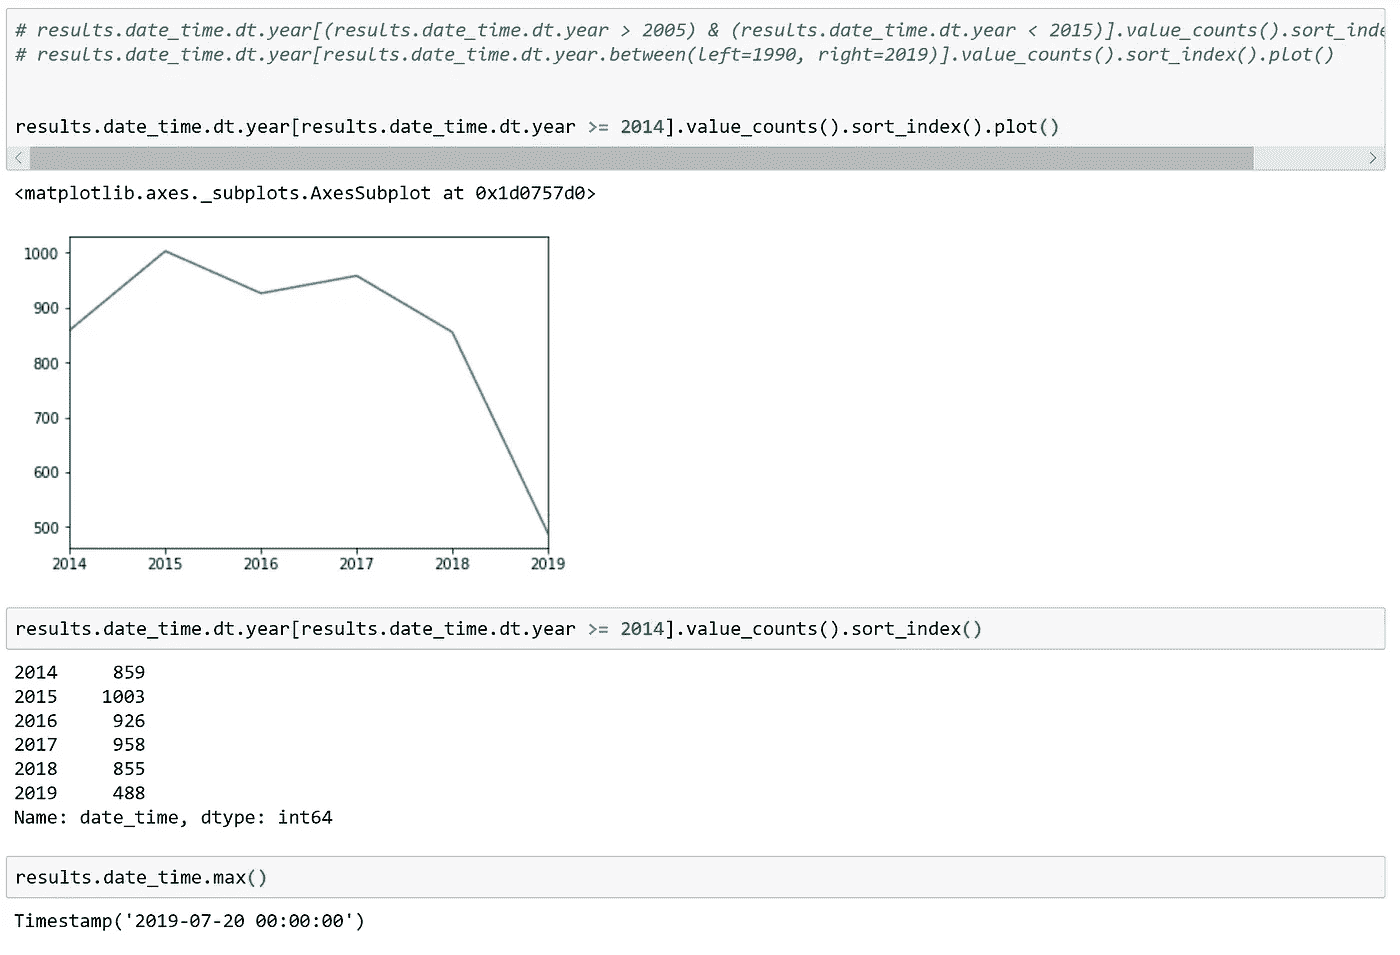 # results.date_time.dt.year[(results.date_time.dt.year > 2005) & (results.date_time.dt.year < 2015)].value_counts().sort_inde
# results.date_time.dt.year[results.date_time.dt.year.between(left=1990, right=2019)].value_counts().sort_index().plot()
results.date_time.dt.year[results.date_time.dt.year >= 2014].value_counts().sort_index().plot()
<matplotlib.axes._subplots.AxesSubplot at 0x1d0757d0>
1000
900
800
700
600
500
2014 2015 2016 2017 2018 2019
results.date_time.dt.year[results.date_time.dt.year >= 2014].value_counts().sort_index()
2014 859
2015 1003
2016 926
2017 958
2018 855
2019 488
Name: date_time, dtype: int64
results.date_time.max()
Timestamp('2019-07-20 00:00:00')